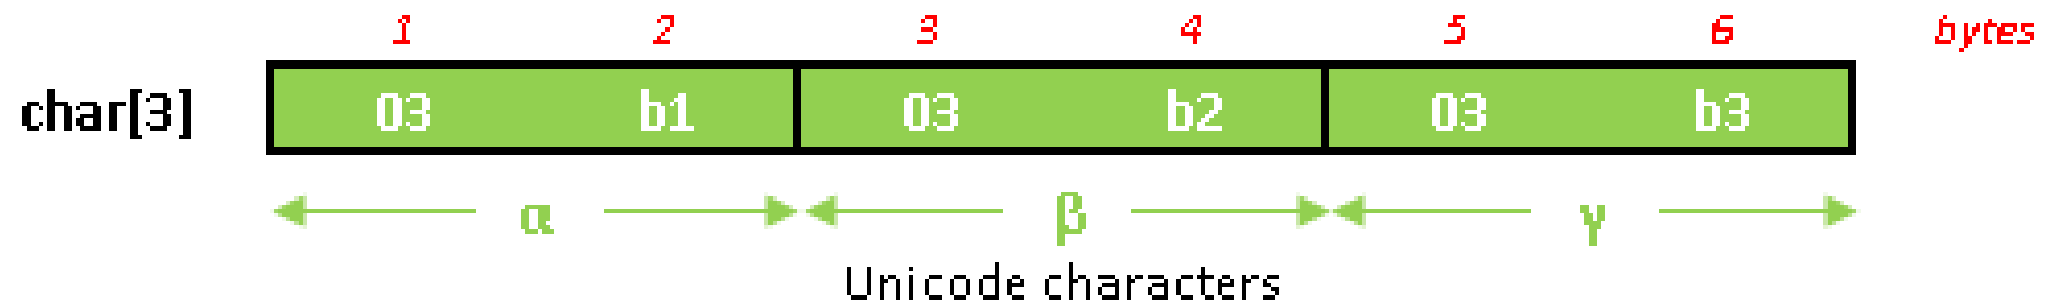 1 2 3 4 5 6 bytes
char[3] 03 b1 03 b2 03 b3
α β γ
Unicode characters